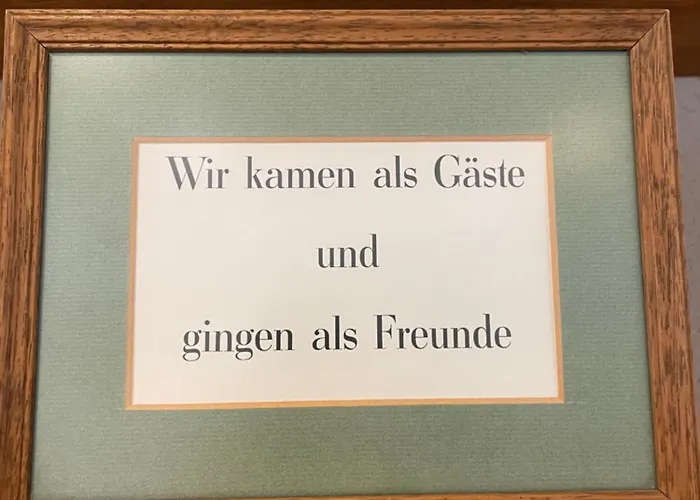 Wir kamen als Gäste
und
gingen als Freunde